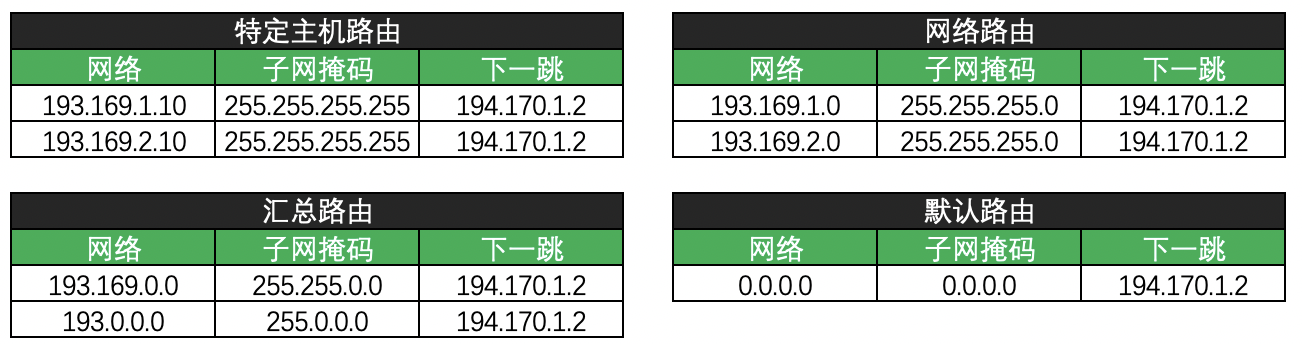 特定主机路由
网络 子网掩码 下一跳
193.169.1.10 255.255.255.255 194.170.1.2
193.169.2.10 255.255.255.255 194.170.1.2
网络路由
网络 子网掩码 下一跳
193.169.1.0 255.255.255.0 194.170.1.2
193.169.2.0 255.255.255.0 194.170.1.2
汇总路由
网络 子网掩码 下一跳
193.169.0.0 255.255.0.0 194.170.1.2
193.0.0.0 255.0.0.0 194.170.1.2
默认路由
网络 子网掩码 下一跳
0.0.0.0 0.0.0.0 194.170.1.2